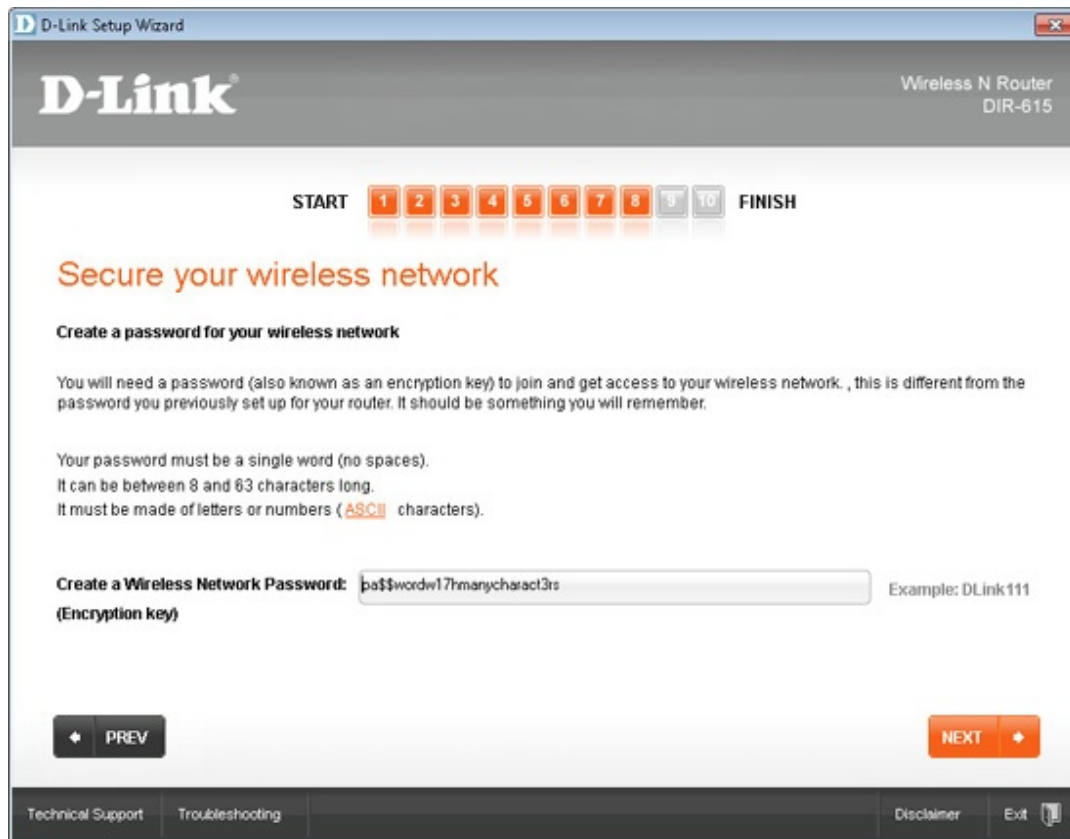 D-Link Setup Wizard
D-Link®
Wireless N Router
DIR-615
START 1 2 3 4 5 6 7 8 9 10 FINISH
Secure your wireless network
Create a password for your wireless network
You will need a password (also known as an encryption key) to join and get access to your wireless network. , this is different from the
password you previously set up for your router. It should be something you will remember.
Your password must be a single word (no spaces).
It can be between 8 and 63 characters long.
It must be made of letters or numbers ( ASCII characters).
Create a Wireless Network Password: pa$$wordw17hmanycharact3rs Example: DLink111
(Encryption key)
PREV NEXT
Technical Support Troubleshooting Disclaimer Exit